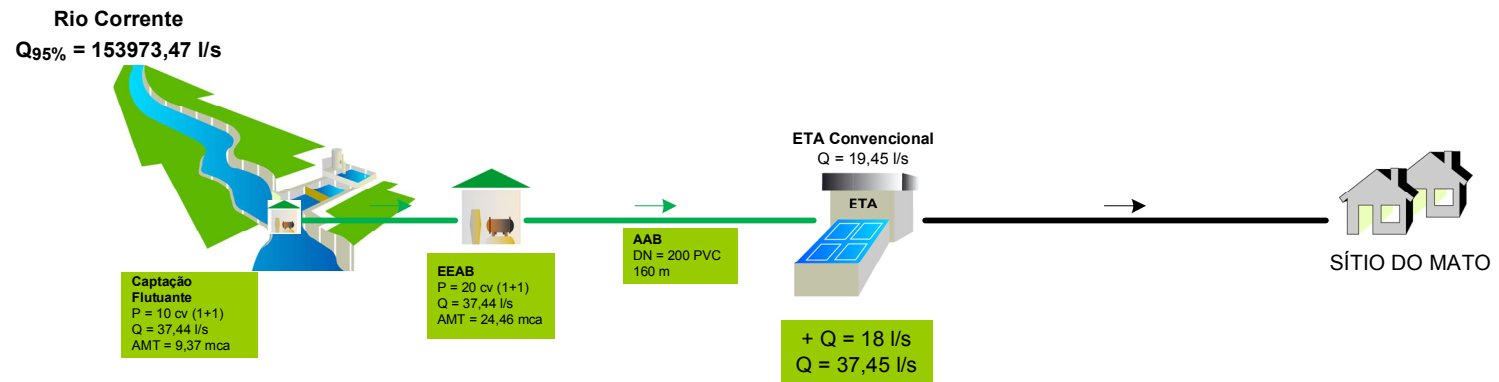 Rio Corrente
Q95% = 153973,47 l/s
Captação
Flutuante
P = 10 cv (1+1)
Q = 37,44 l/s
AMT = 9,37 mca
EEAB
P = 20 cv (1+1)
Q = 37,44 l/s
AMT = 24,46 mca
AAB
DN = 200 PVC
160 m
ETA Convencional
Q = 19,45 l/s
ETA
+ Q = 18 l/s
Q = 37,45 l/s
SÍTIO DO MATO